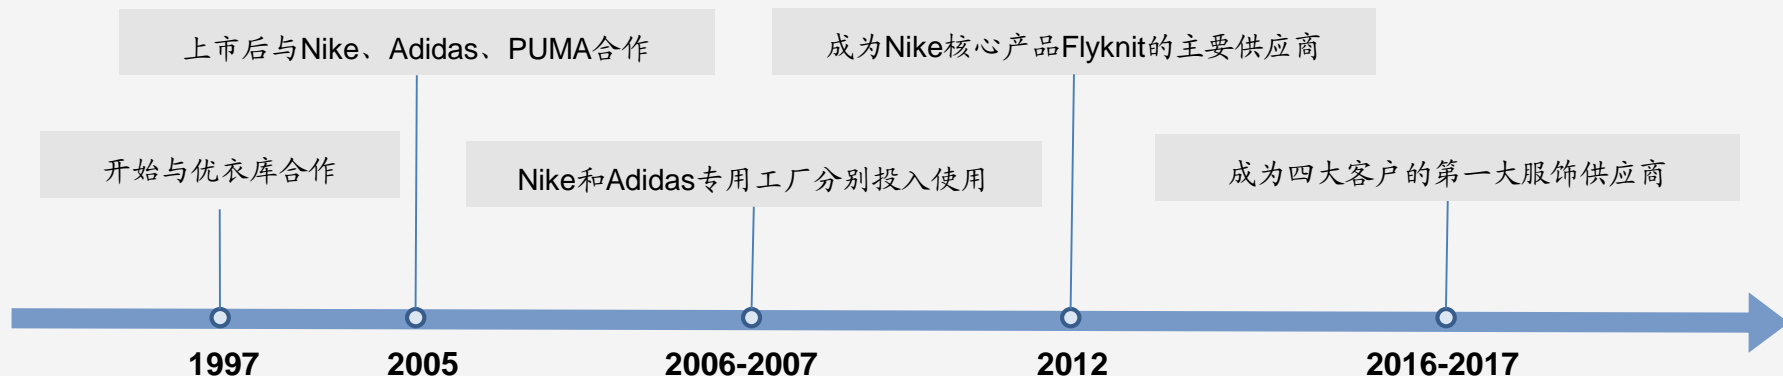 上市后与Nike、Adidas、PUMA合作
成为Nike核心产品Flyknit的主要供应商
开始与优衣库合作
Nike和Adidas专用工厂分别投入使用
成为四大客户的第一大服饰供应商
1997
2005
2006-2007
2012
2016-2017